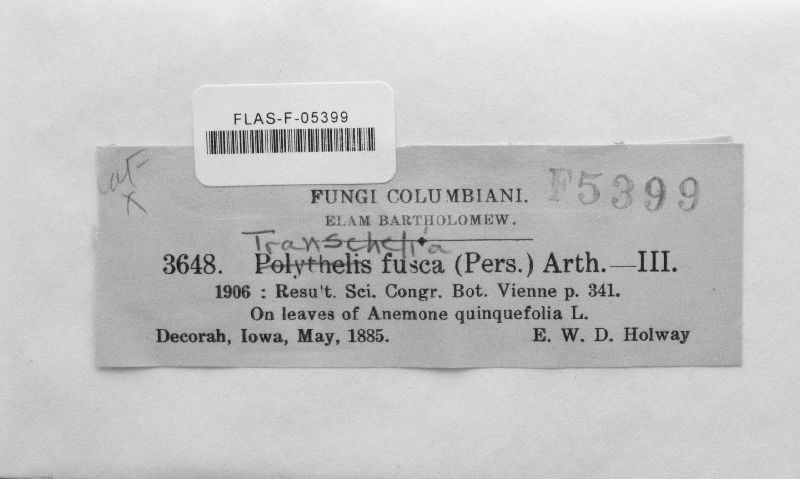 FLAS-F-05399
cat-
X
FUNGI COLUMBIANI.
F5399
ELAM BARTHOLOMEW.
Transchelia
3648. Polythelis fusca (Pers.) Arth.—III.
1906 : Resu't. Sci. Congr. Bot. Vienne p. 341.
On leaves of Anemone quinquefolia L.
Decorah, Iowa, May, 1885. E. W. D. Holway